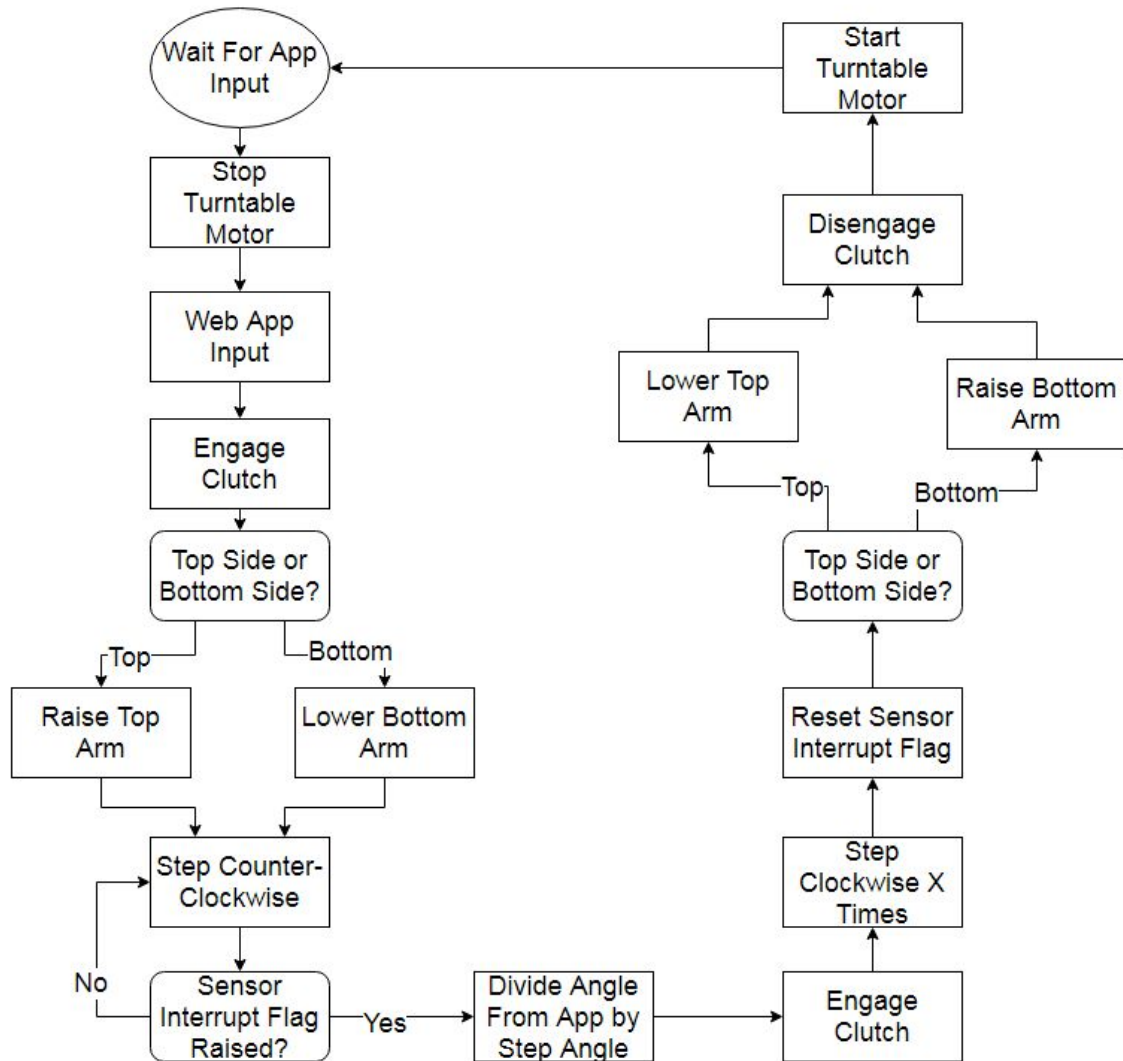 Wait For App
Input
Stop
Turntable
Motor
Web App
Input
Engage
Clutch
Top Side or
Bottom Side?
Top
Bottom
Raise Top
Arm
Lower Bottom
Arm
Step Counter-
Clockwise
No
Sensor
Interrupt Flag
Raised?
Yes
Divide Angle
From App by
Step Angle
Engage
Clutch
Step
Clockwise X
Times
Reset Sensor
Interrupt Flag
Top Side or
Bottom Side?
Top
Bottom
Lower Top
Arm
Raise Bottom
Arm
Disengage
Clutch
Start
Turntable
Motor